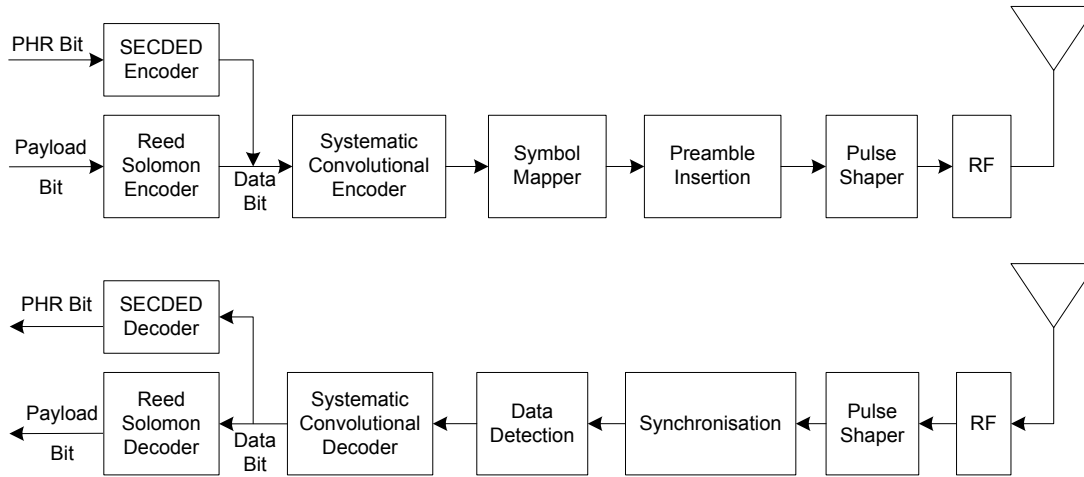 PHR Bit
SECDED
Encoder
Payload
Bit
Reed
Solomon
Encoder
Data
Bit
Systematic
Convolutional
Encoder
Symbol
Mapper
Preamble
Insertion
Pulse
Shaper
RF
PHR Bit
SECDED
Decoder
Payload
Bit
Reed
Solomon
Decoder
Data
Bit
Systematic
Convolutional
Decoder
Data
Detection
Synchronisation
Pulse
Shaper
RF